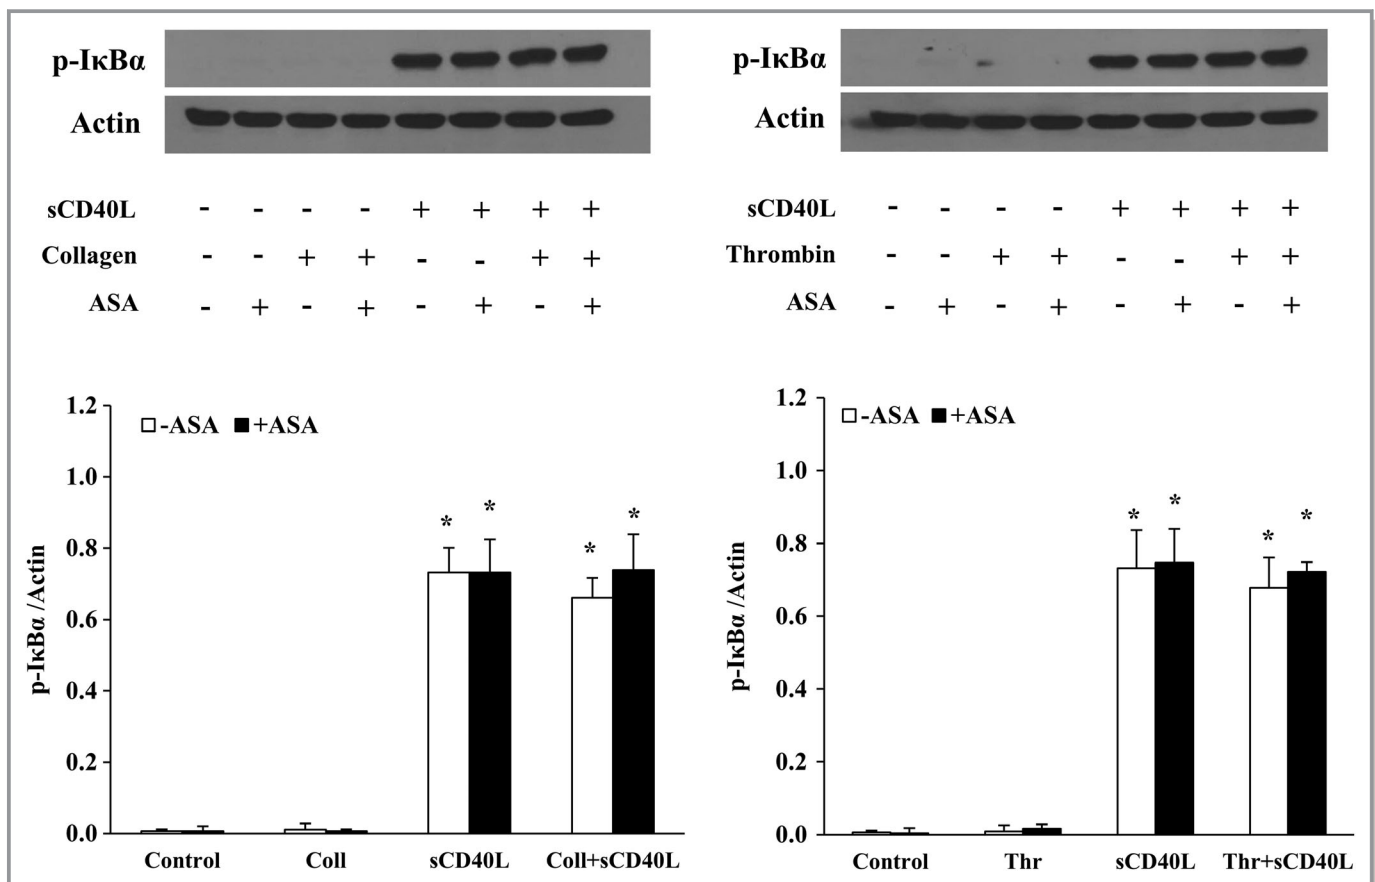 p-IκBα
Actin
sCD40L - - - - + + + +
Collagen - - + + - - + +
ASA - + - + - + - +
1.2
1.0
0.8
0.6
0.4
0.2
0.0
p-IκBα /Actin
-ASA +ASA
* * * *
Control Coll sCD40L Coll+sCD40L
p-IκBα
Actin
sCD40L - - - - + + + +
Thrombin - - + + - - + +
ASA - + - + - + - +
1.2
1.0
0.8
0.6
0.4
0.2
0.0
p-IκBα /Actin
-ASA +ASA
* * * *
Control Thr sCD40L Thr+sCD40L